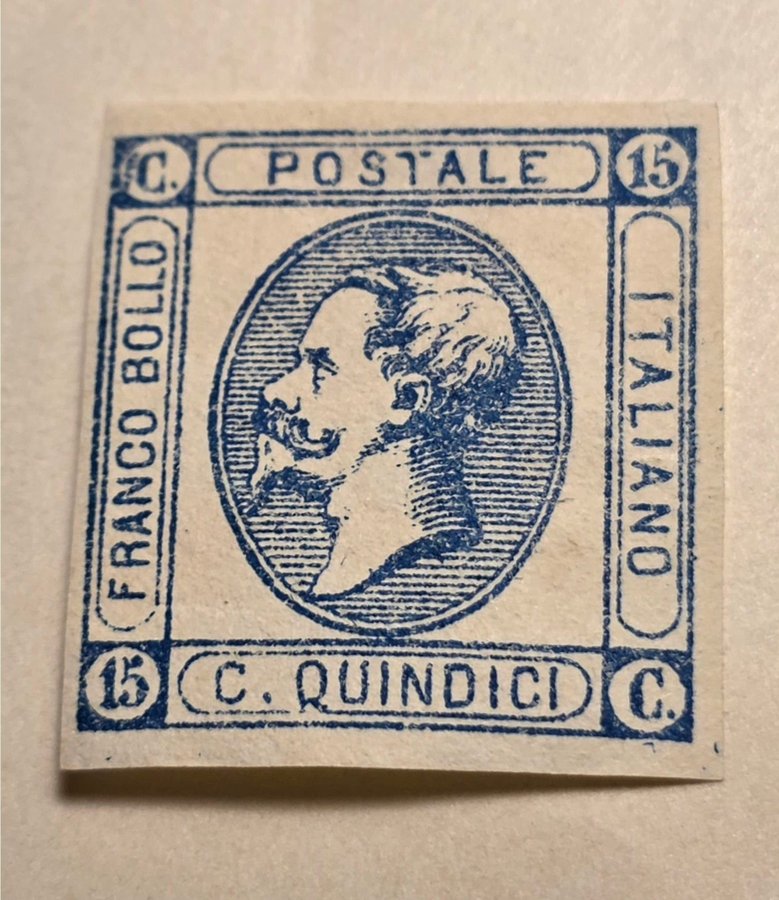 C.
POSTALE
15
FRANCO BOLLO
ITALIANO
15
C. QUINDICI
C.